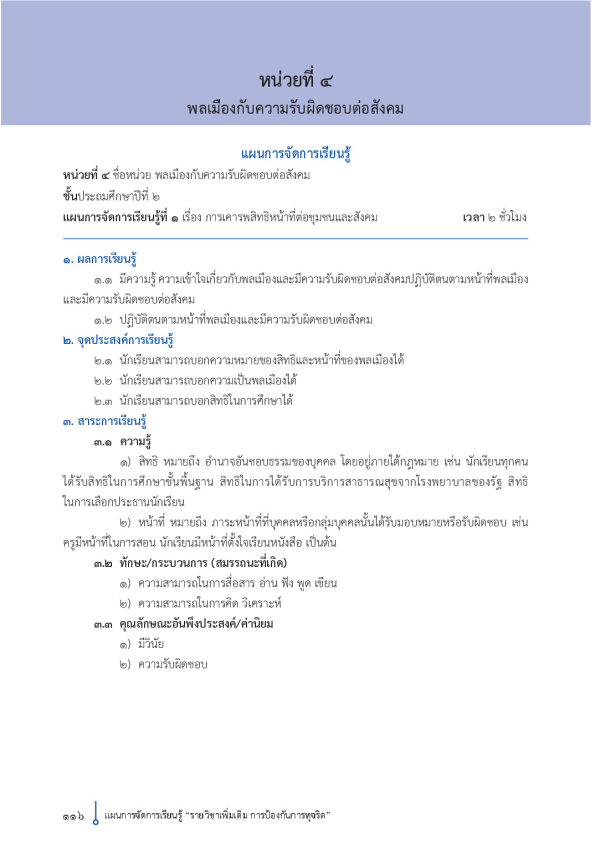 หน่วยที่ ๔
พลเมืองกับความรับผิดชอบต่อสังคม
แผนการจัดการเรียนรู้
หน่วยที่ ๔ ชื่อหน่วย พลเมืองกับความรับผิดชอบต่อสังคม
ชั้นประถมศึกษาปีที่ ๒
แผนการจัดการเรียนรู้ที่ ๑ เรื่อง การเคารพสิทธิหน้าที่ต่อชุมชนและสังคม เวลา ๒ ชั่วโมง
๑. ผลการเรียนรู้
๑.๑ มีความรู้ ความเข้าใจเกี่ยวกับพลเมืองและมีความรับผิดชอบต่อสังคมปฏิบัติตนตามหน้าที่พลเมือง
และมีความรับผิดชอบต่อสังคม
๑.๒ ปฏิบัติตนตามหน้าที่พลเมืองและมีความรับผิดชอบต่อสังคม
๒. จุดประสงค์การเรียนรู้
๒.๑ นักเรียนสามารถบอกความหมายของสิทธิและหน้าที่ของพลเมืองได้
๒.๒ นักเรียนสามารถบอกความเป็นพลเมืองได้
๒.๓ นักเรียนสามารถบอกสิทธิในการศึกษาได้
๓. สาระการเรียนรู้
๓.๑ ความรู้
๑) สิทธิ หมายถึง อำนาจอันชอบธรรมของบุคคล โดยอยู่ภายใต้กฎหมาย เช่น นักเรียนทุกคน
ได้รับสิทธิในการศึกษาขั้นพื้นฐาน สิทธิในการได้รับการบริการสาธารณสุขจากโรงพยาบาลของรัฐ สิทธิ
ในการเลือกประธานนักเรียน
๒) หน้าที่ หมายถึง ภาระหน้าที่ที่บุคคลหรือกลุ่มบุคคลนั้นได้รับมอบหมายหรือรับผิดชอบ เช่น
ครูมีหน้าที่ในการสอน นักเรียนมีหน้าที่ตั้งใจเรียนหนังสือ เป็นต้น
๓.๒ ทักษะ/กระบวนการ (สมรรถนะที่เกิด)
๑) ความสามารถในการสื่อสาร อ่าน ฟัง พูด เขียน
๒) ความสามารถในการคิด วิเคราะห์
๓.๓ คุณลักษณะอันพึงประสงค์/ค่านิยม
๑) มีวินัย
๒) ความรับผิดชอบ
๑๑๖ แผนการจัดการเรียนรู้ “รายวิชาเพิ่มเติม การป้องกันการทุจริต”